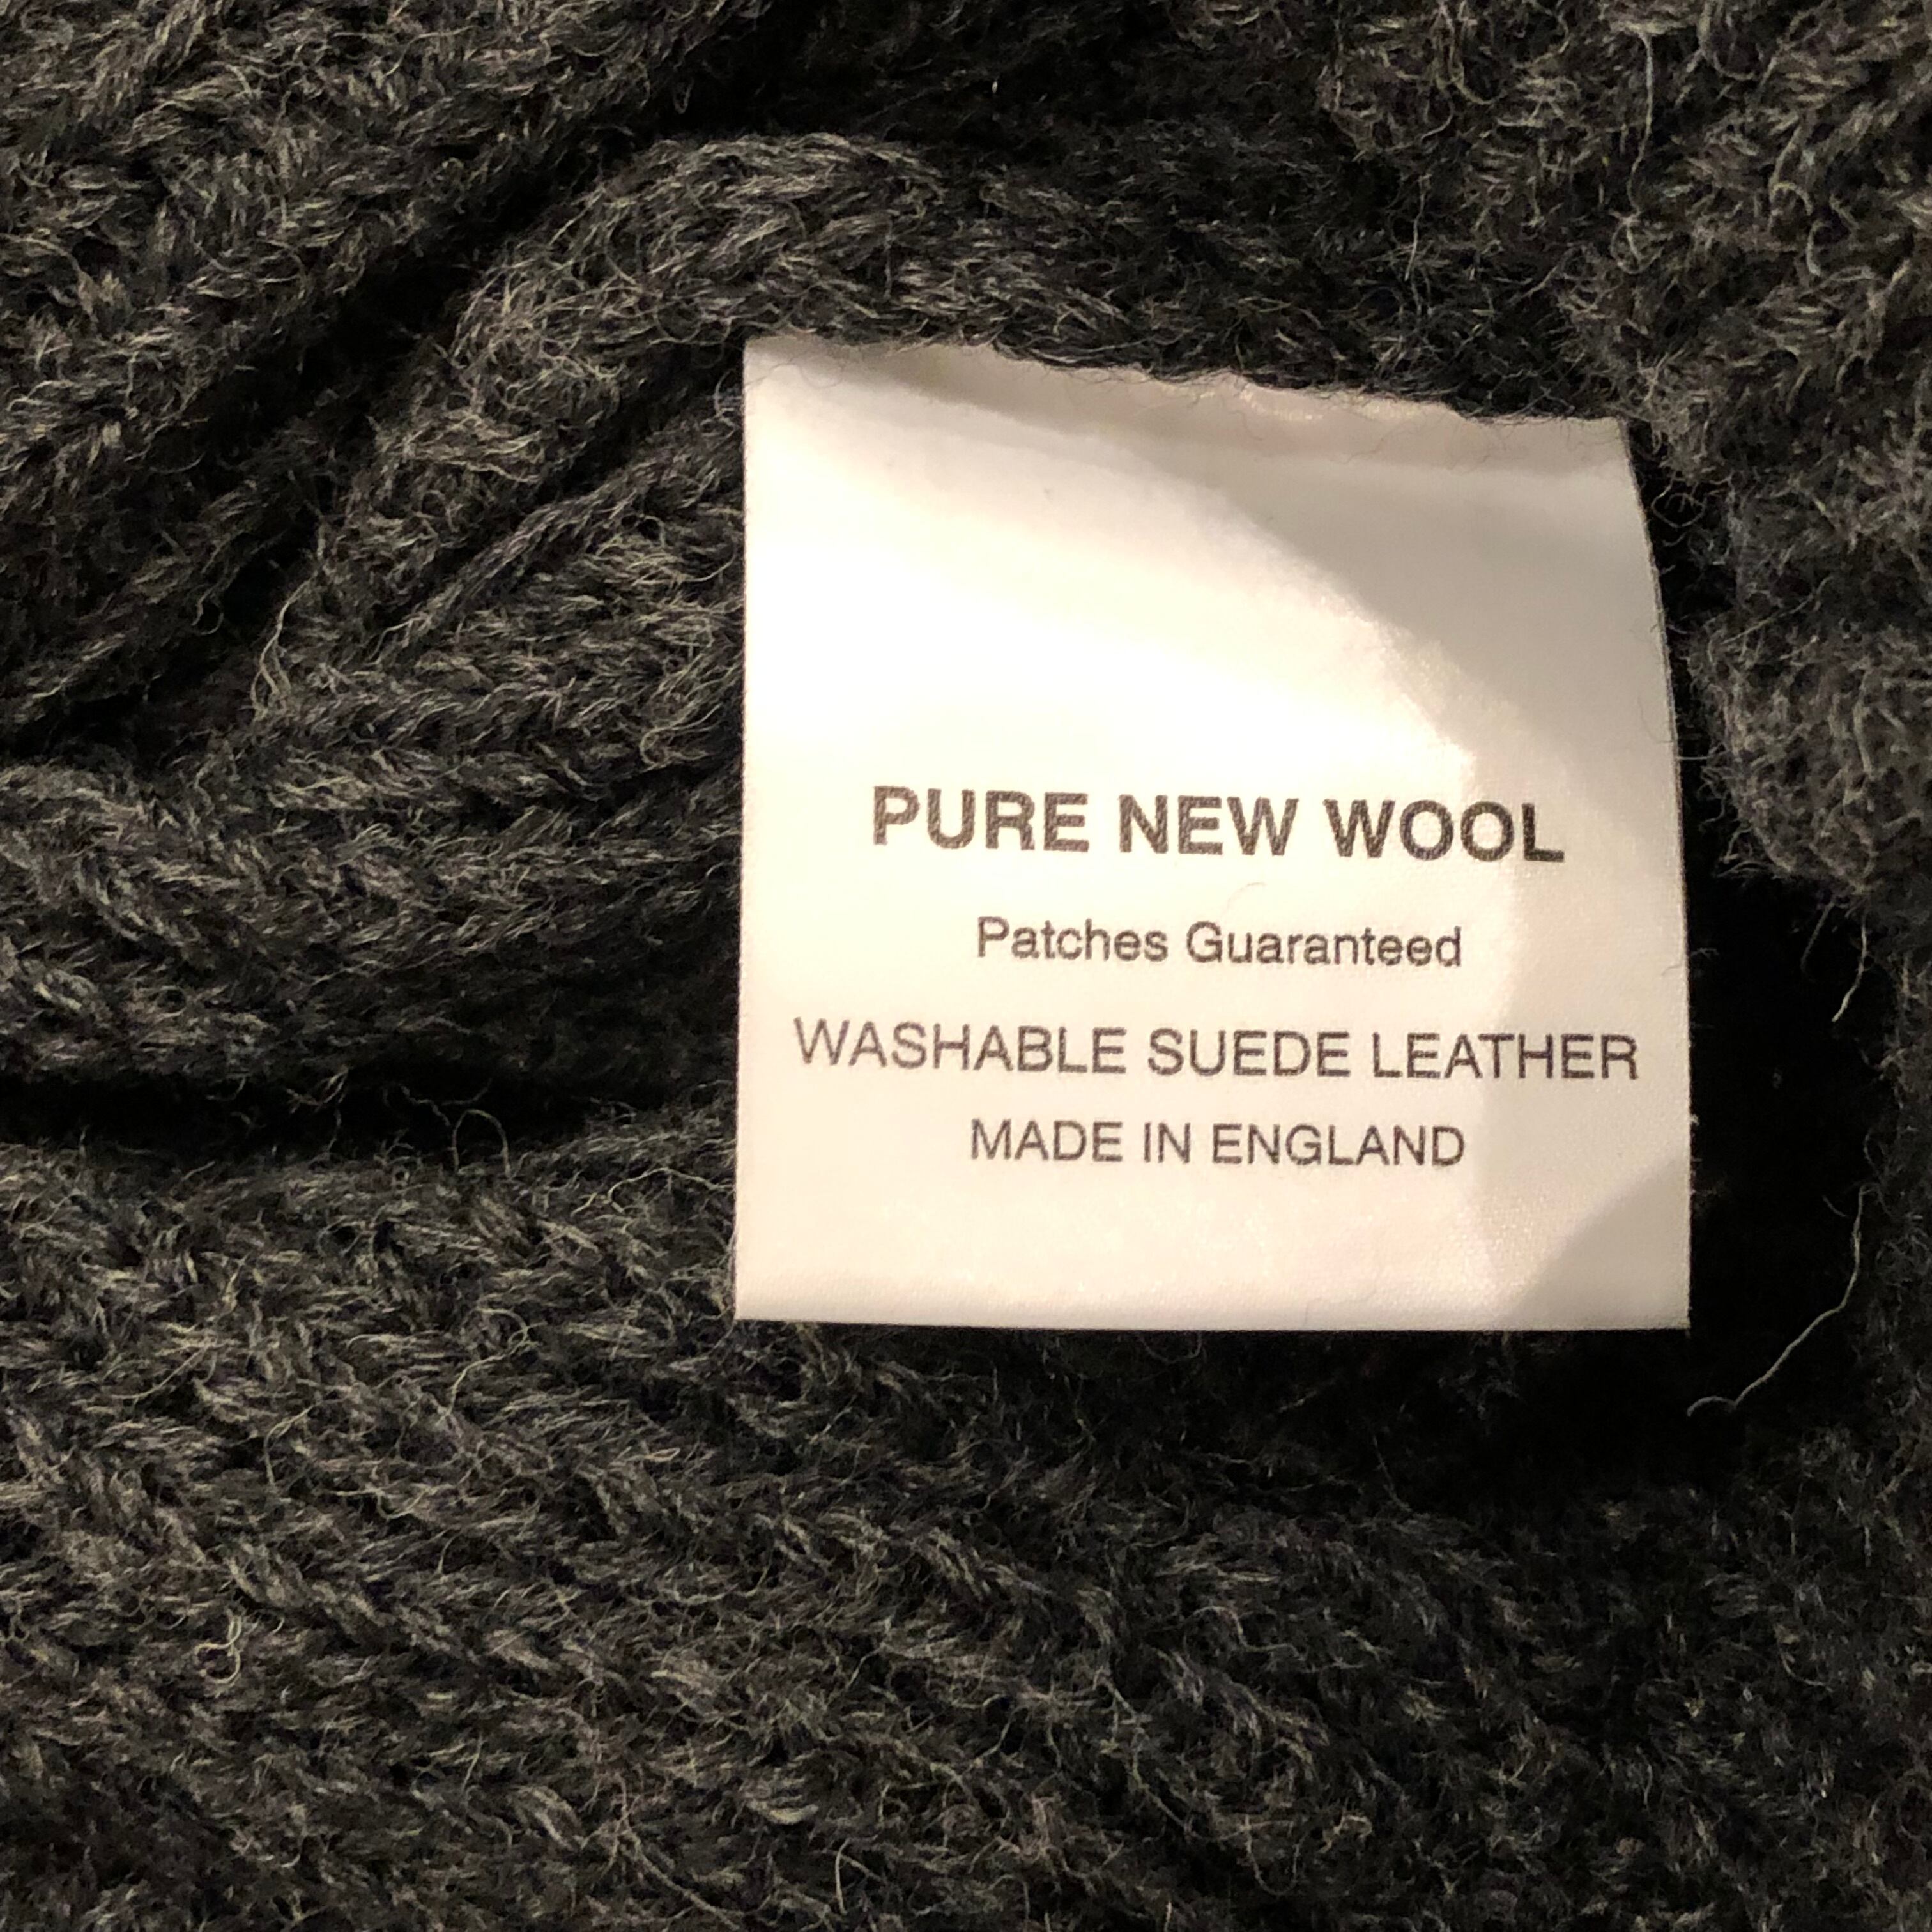 PURE NEW WOOL
Patches Guaranteed
WASHABLE SUEDE LEATHER
MADE IN ENGLAND